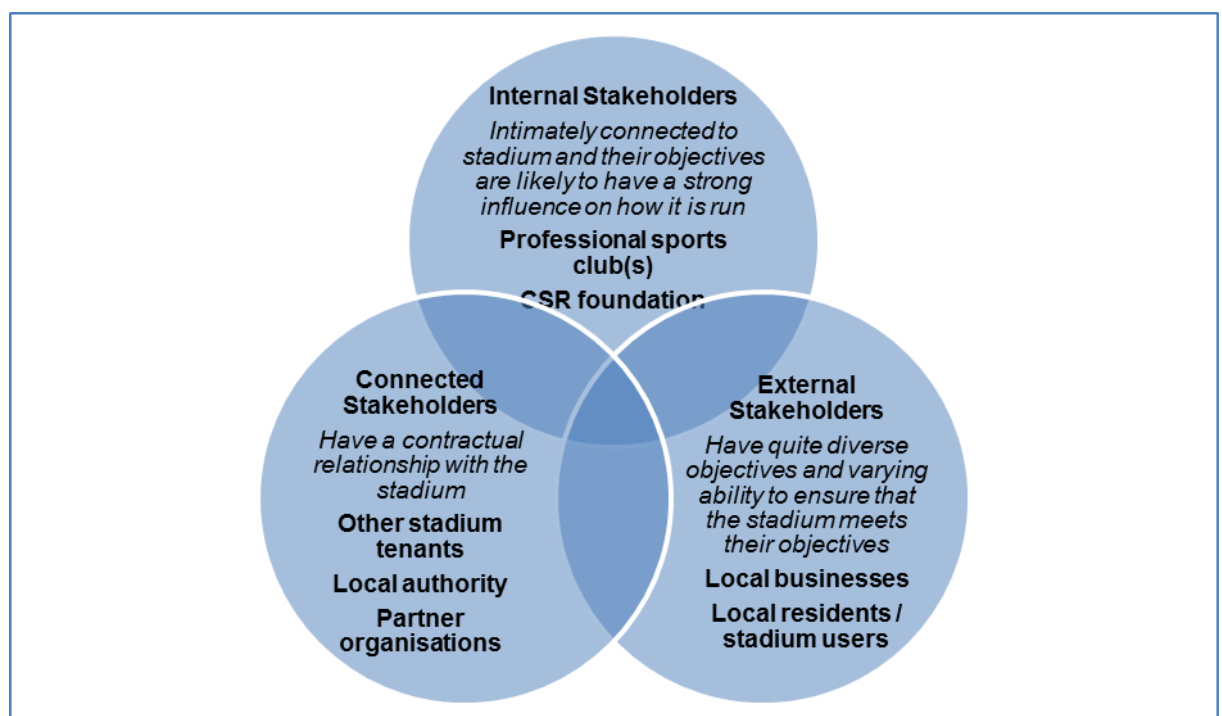 Internal Stakeholders
Intimately connected to
stadium and their objectives
are likely to have a strong
influence on how it is run
Professional sports
club(s)
CSR foundation
Connected
Stakeholders
Have a contractual
relationship with the
stadium
Other stadium
tenants
Local authority
Partner
organisations
External
Stakeholders
Have quite diverse
objectives and varying
ability to ensure that
the stadium meets
their objectives
Local businesses
Local residents /
stadium users